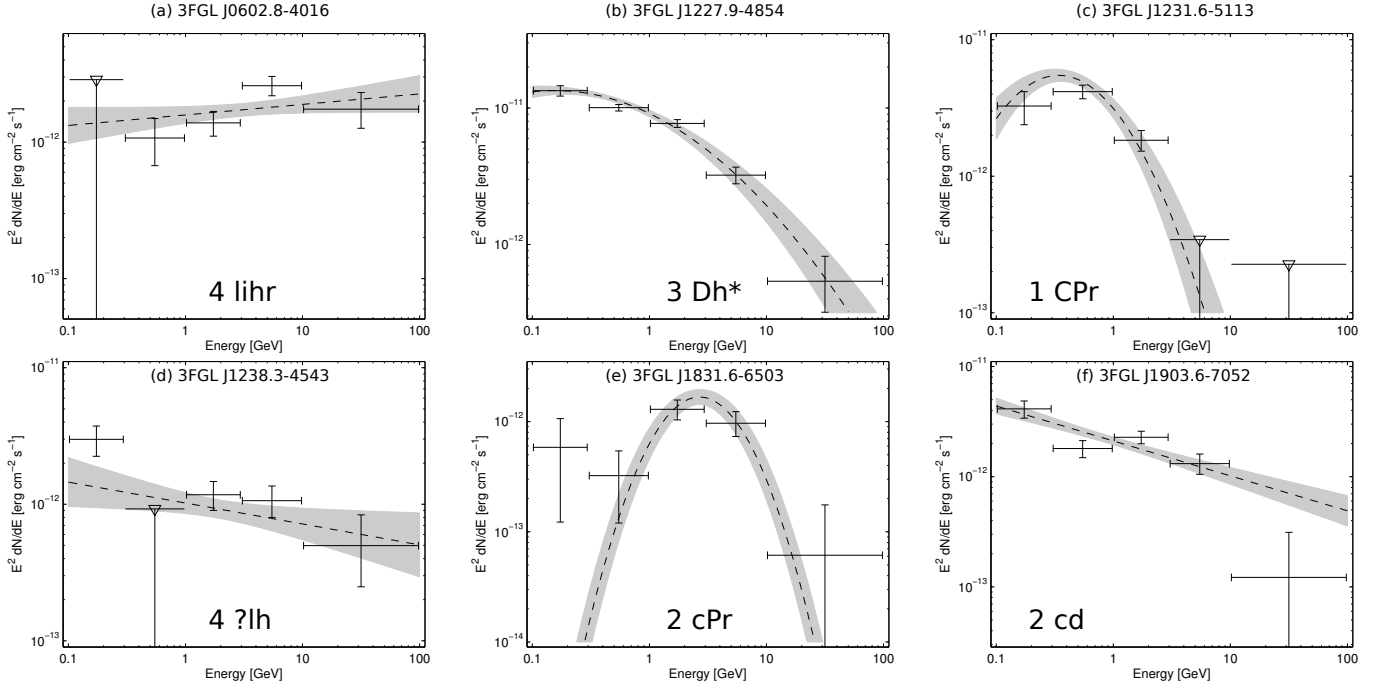 (a) 3FGL J0602.8-4016
E² dN/dE [erg cm⁻² s⁻¹]
10⁻¹²
10⁻¹³
4 lihr
0.1 1 10 100
Energy [GeV]
(b) 3FGL J1227.9-4854
E² dN/dE [erg cm⁻² s⁻¹]
10⁻¹¹
10⁻¹²
3 Dh*
0.1 1 10 100
Energy [GeV]
(c) 3FGL J1231.6-5113
E² dN/dE [erg cm⁻² s⁻¹]
10⁻¹¹
10⁻¹²
10⁻¹³
1 CPr
0.1 1 10 100
Energy [GeV]
(d) 3FGL J1238.3-4543
E² dN/dE [erg cm⁻² s⁻¹]
10⁻¹¹
10⁻¹²
10⁻¹³
4 ?lh
0.1 1 10 100
Energy [GeV]
(e) 3FGL J1831.6-6503
E² dN/dE [erg cm⁻² s⁻¹]
10⁻¹²
10⁻¹³
10⁻¹⁴
2 cPr
0.1 1 10 100
Energy [GeV]
(f) 3FGL J1903.6-7052
E² dN/dE [erg cm⁻² s⁻¹]
10⁻¹¹
10⁻¹²
10⁻¹³
2 cd
0.1 1 10 100
Energy [GeV]